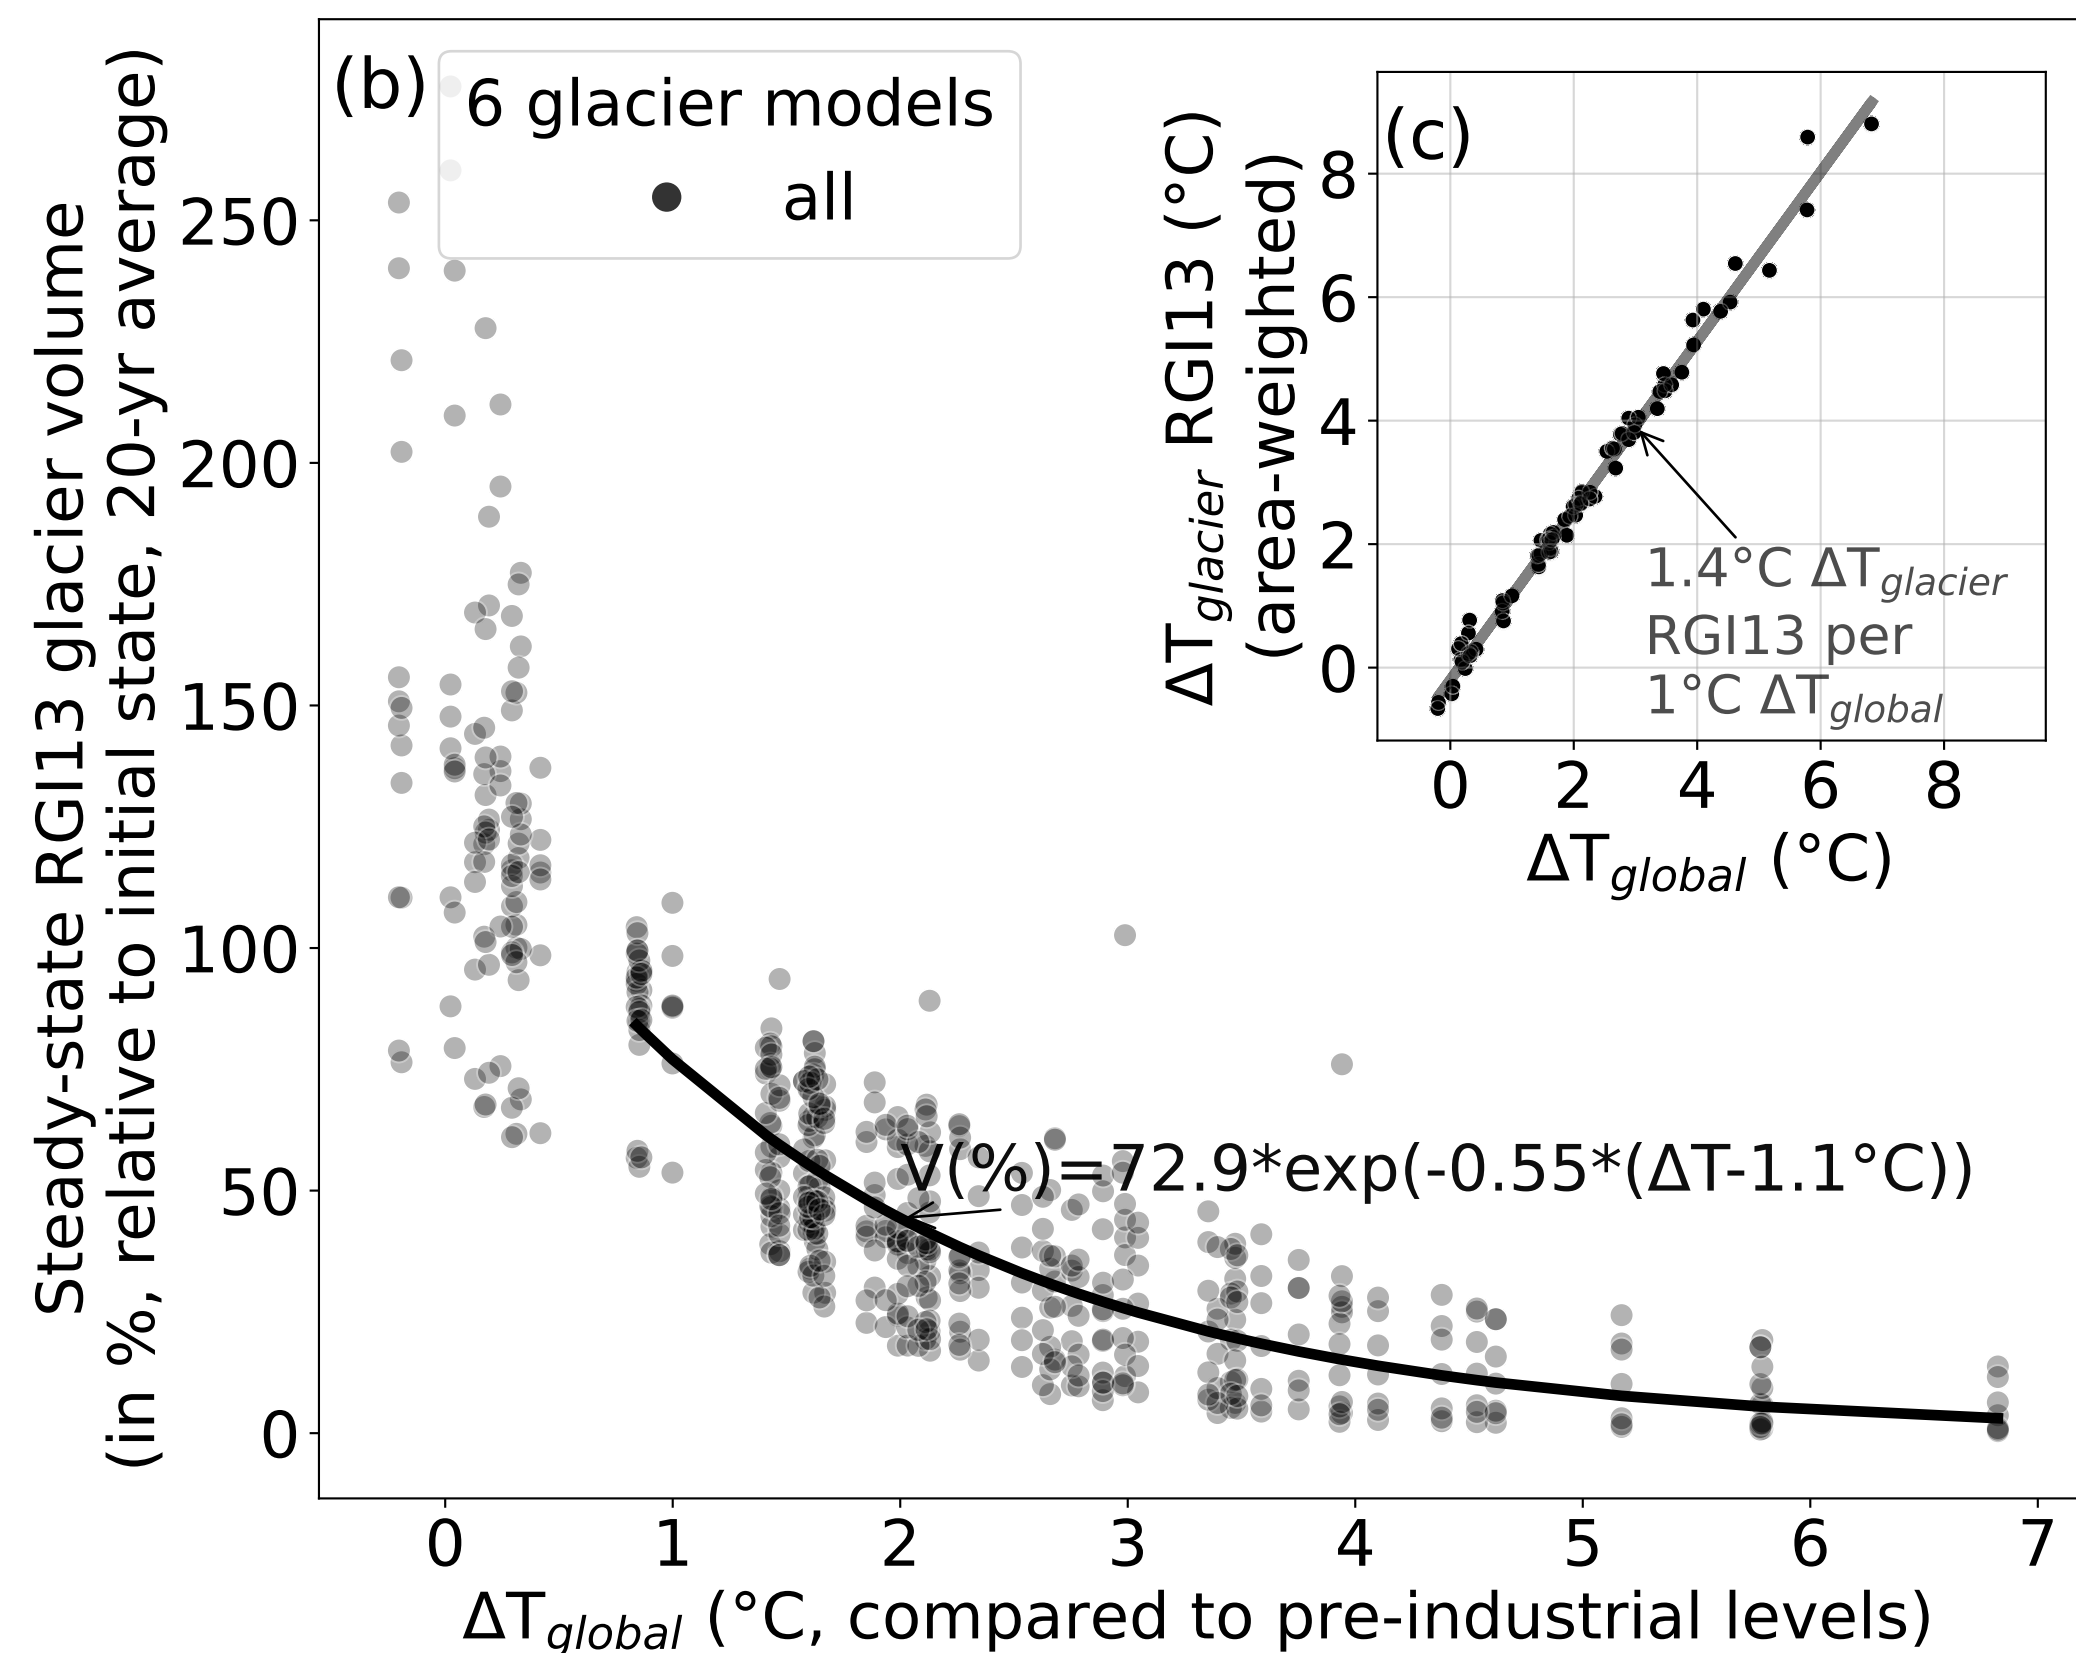 (b)
6 glacier models
all
Steady-state RGI13 glacier volume
(in %, relative to initial state, 20-yr average)
250
200
150
100
50
0
V(%)=72.9*exp(-0.55*(ΔT-1.1°C))
0 1 2 3 4 5 6 7
ΔTglobal (°C, compared to pre-industrial levels)
(c)
ΔTglacier RGI13 (°C)
(area-weighted)
8
6
4
2
0
1.4°C ΔTglacier
RGI13 per
1°C ΔTglobal
0 2 4 6 8
ΔTglobal (°C)